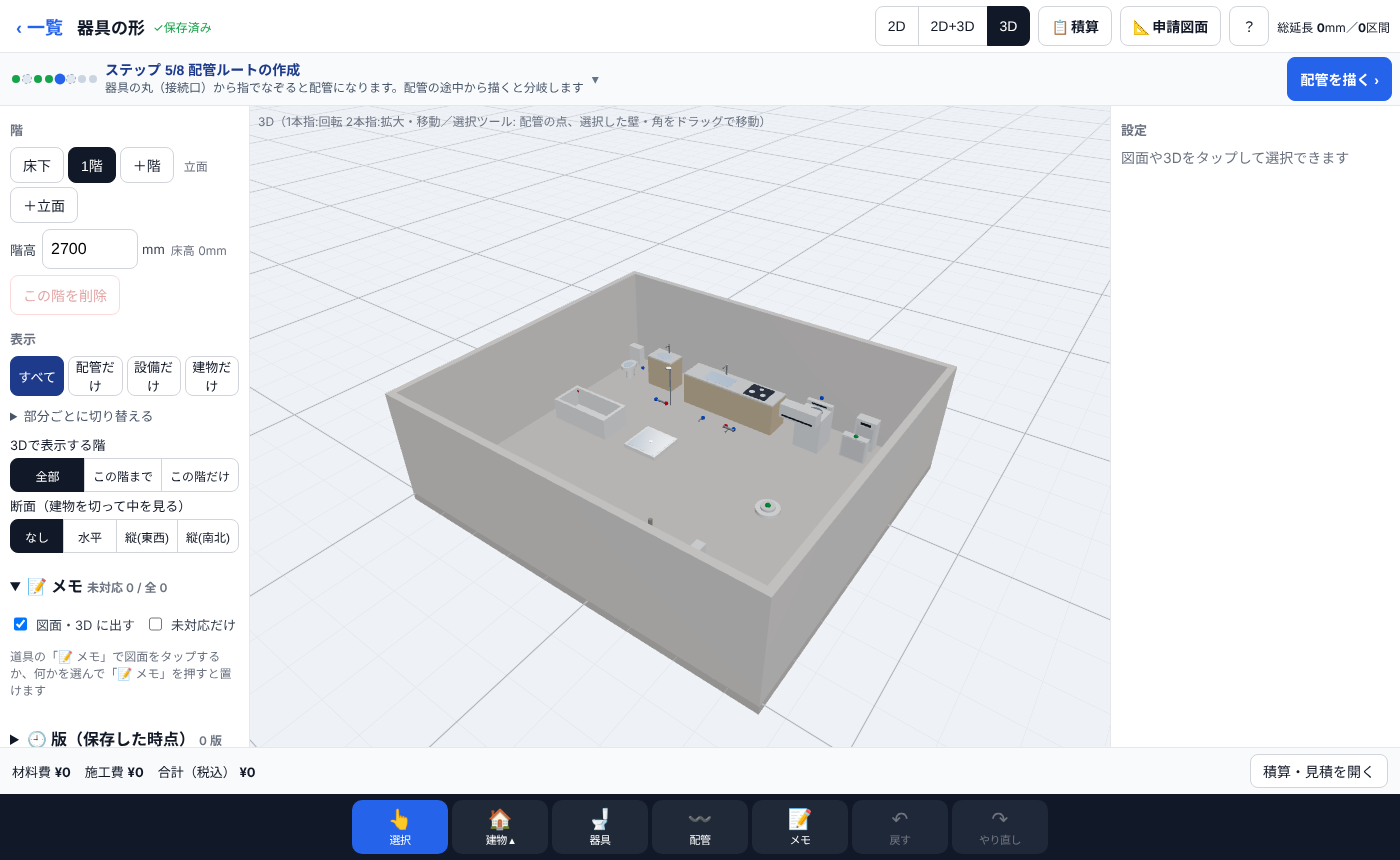 ‹ 一覧 器具の形 ✓保存済み 2D 2D+3D 3D 📋 積算 📐 申請図面 ? 総延長 0mm／0区間
ステップ 5/8 配管ルートの作成
器具の丸（接続口）から指でなぞると配管になります。配管の途中から描くと分岐します ▼
配管を描く ›
階
床下 1階 ＋階 立面
＋立面
階高 2700 mm 床高 0mm
この階を削除
表示
すべて 配管だけ 設備だけ 建物だけ
▶ 部分ごとに切り替える
3Dで表示する階
全部 この階まで この階だけ
断面（建物を切って中を見る）
なし 水平 縦(東西) 縦(南北)
▼ 📝 メモ 未対応 0 / 全 0
図面・3D に出す 未対応だけ
道具の「📝 メモ」で図面をタップする
か、何かを選んで「📝 メモ」を押すと置
けます
▶ 🕘 版（保存した時点） 0 版
3D（1本指:回転 2本指:拡大・移動／選択ツール: 配管の点、選択した壁・角をドラッグで移動）
設定
図面や3Dをタップして選択できます
材料費 ¥0 施工費 ¥0 合計（税込） ¥0 積算・見積を開く
選択 建物▲ 器具 配管 メモ 戻す やり直し